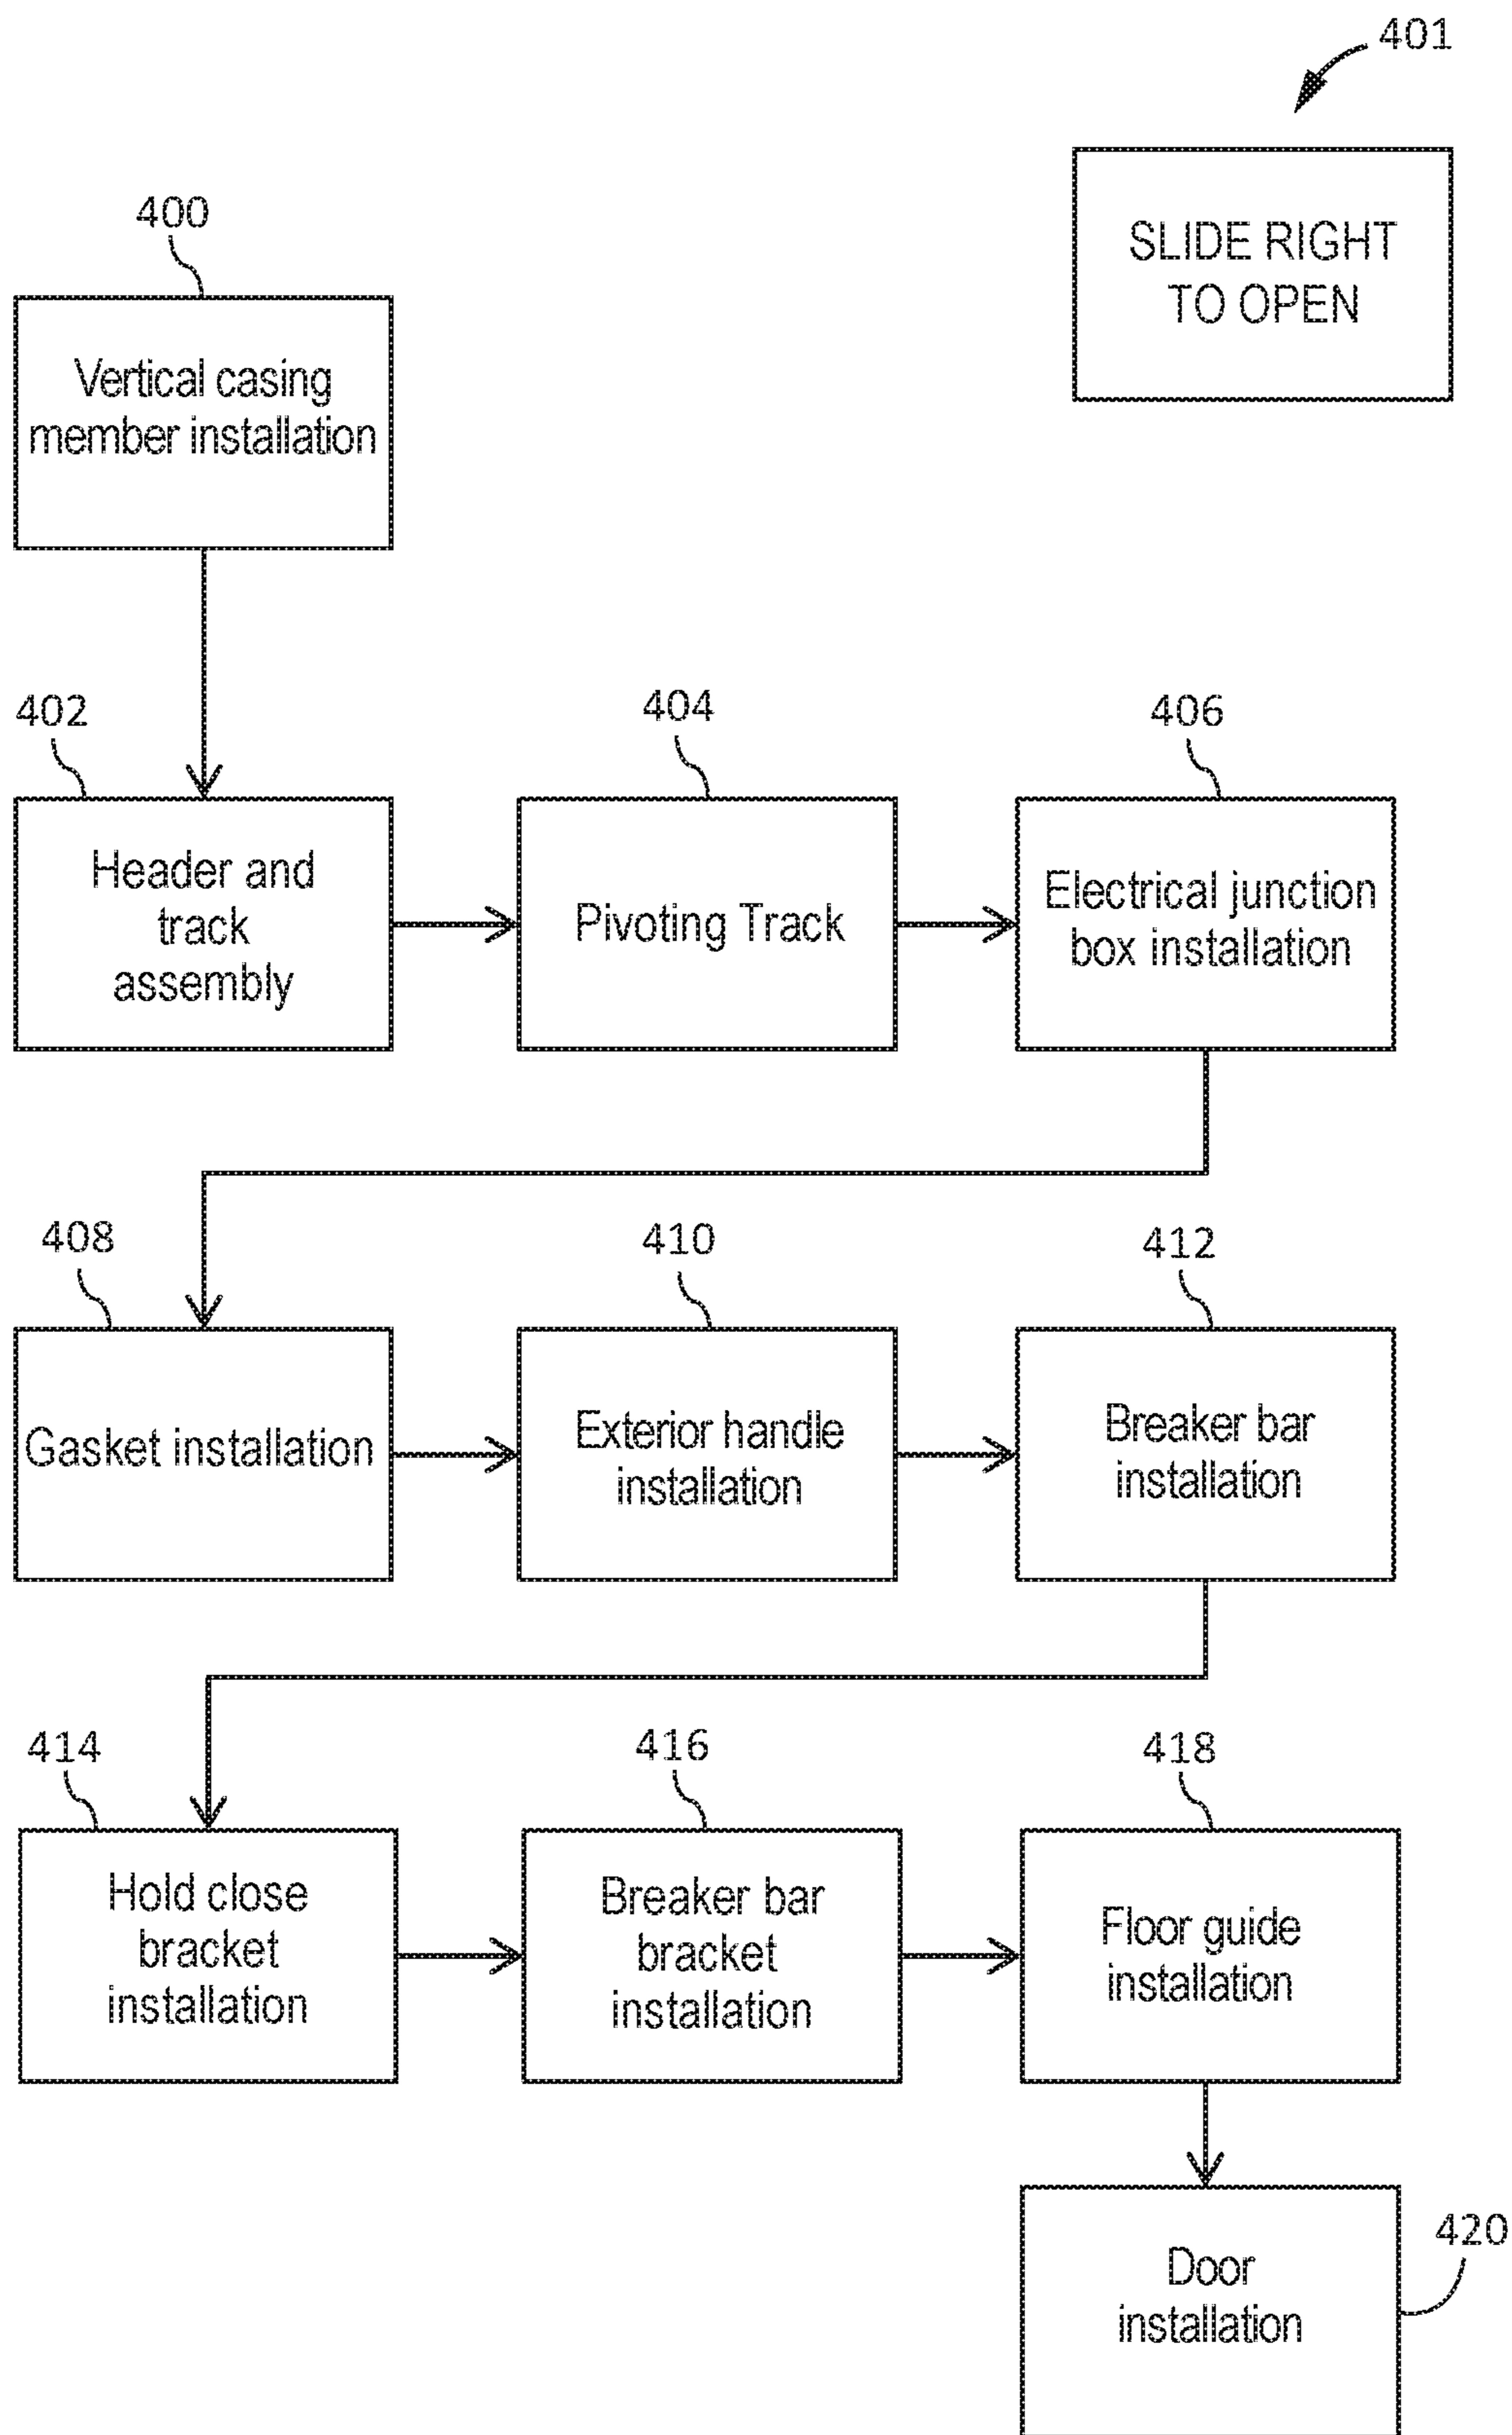 401
SLIDE RIGHT
TO OPEN
400
Vertical casing
member installation
402
Header and
track
assembly
404
Pivoting Track
406
Electrical junction
box installation
408
Gasket installation
410
Exterior handle
installation
412
Breaker bar
installation
414
Hold close
bracket
installation
416
Breaker bar
bracket
installation
418
Floor guide
installation
420
Door
installation